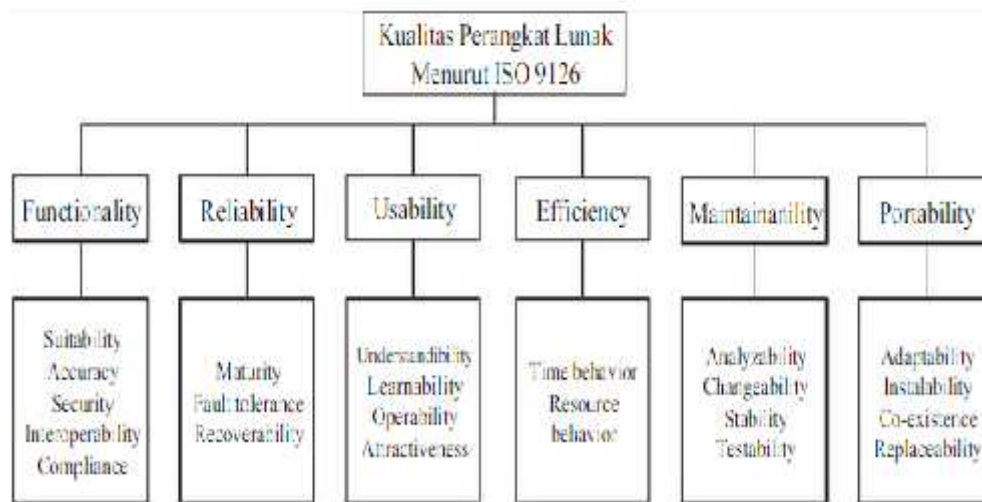 Kualitas Perangkat Lunak
Menurut ISO 9126
Functionality
Reliability
Usability
Efficiency
Maintainanility
Portability
Suitability
Accuracy
Security
Interoperability
Compliance
Maturity
Fault tolerance
Recoverability
Understandibility
Learnability
Operability
Attractiveness
Time behavior
Resource
behavior
Analyzability
Changeability
Stability
Testability
Adaptability
Instalability
Co-existence
Replaceability